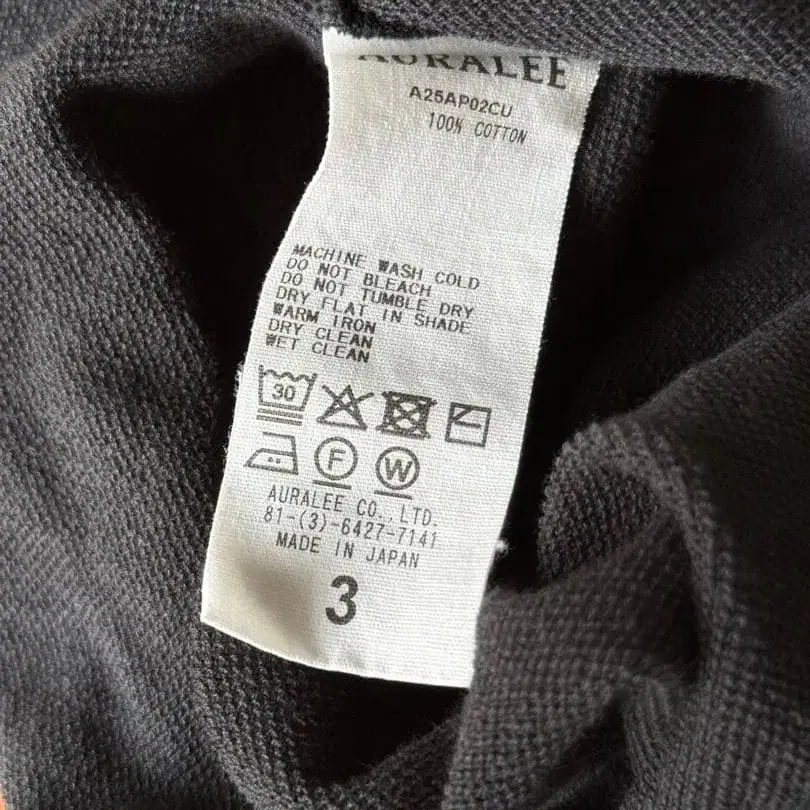 AURALEE
A25AP02CU
100% COTTON
MACHINE WASH COLD
DO NOT BLEACH
DO NOT TUMBLE DRY
DRY FLAT IN SHADE
WARM IRON
DRY CLEAN
WET CLEAN
30
F W
AURALEE CO., LTD.
81-(3)-6427-7141
MADE IN JAPAN
3